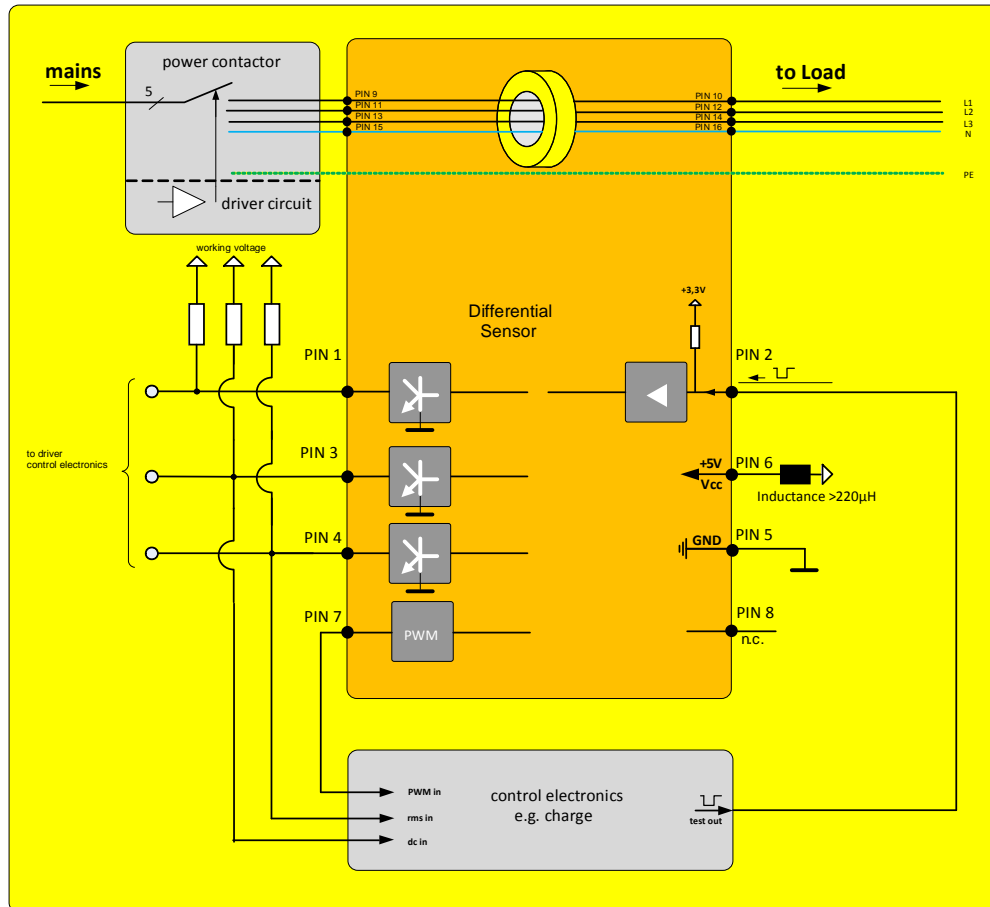 mains
power contactor
5
driver circuit
PIN 9
PIN 11
PIN 13
PIN 15
PIN 10
PIN 12
PIN 14
PIN 16
to Load
L1
L2
L3
N
PE
working voltage
Differential
Sensor
+3,3V
PIN 1
PIN 2
to driver
control electronics
PIN 3
+5V
Vcc
PIN 6
Inductance >220µH
PIN 4
GND
PIN 5
PIN 7
PWM
PIN 8
n.c.
PWM in
rms in
dc in
control electronics
e.g. charge
test out